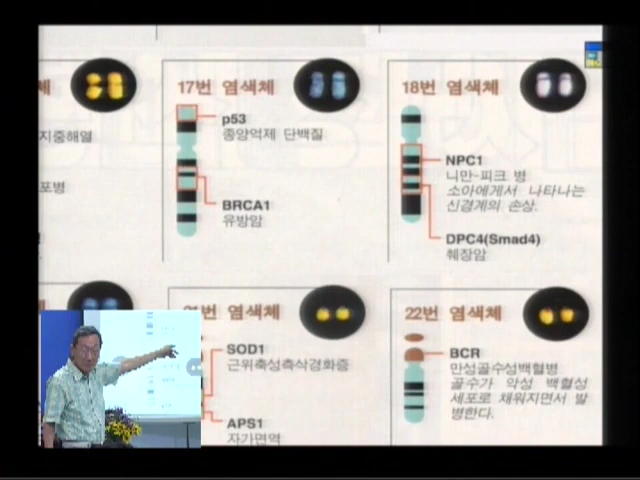 체
지중해열
포병
17번 염색체
p53
종양억제 단백질
BRCA1
유방암
18번 염색체
NPC1
니만-피크 병
소아에게서 나타나는
신경계의 손상.
DPC4(Smad4)
췌장암
번 염색체
SOD1
근위축성측삭경화증
APS1
자가면역
22번 염색체
BCR
만성골수성백혈병
골수가 악성 백혈성
세포로 채워지면서 발
병한다.